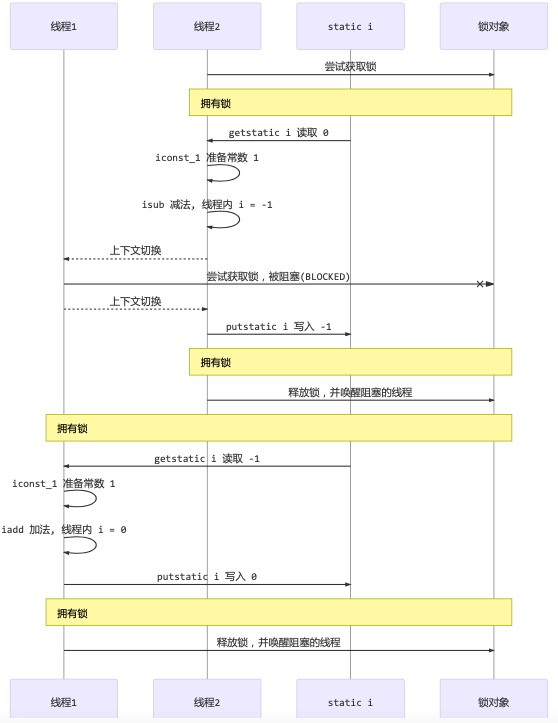 线程1
线程2
static i
锁对象
尝试获取锁
拥有锁
getstatic i 读取 0
iconst_1 准备常数 1
isub 减法, 线程内 i = -1
上下文切换
尝试获取锁，被阻塞(BLOCKED)
上下文切换
putstatic i 写入 -1
拥有锁
释放锁，并唤醒阻塞的线程
拥有锁
getstatic i 读取 -1
iconst_1 准备常数 1
iadd 加法, 线程内 i = 0
putstatic i 写入 0
拥有锁
释放锁，并唤醒阻塞的线程
线程1
线程2
static i
锁对象